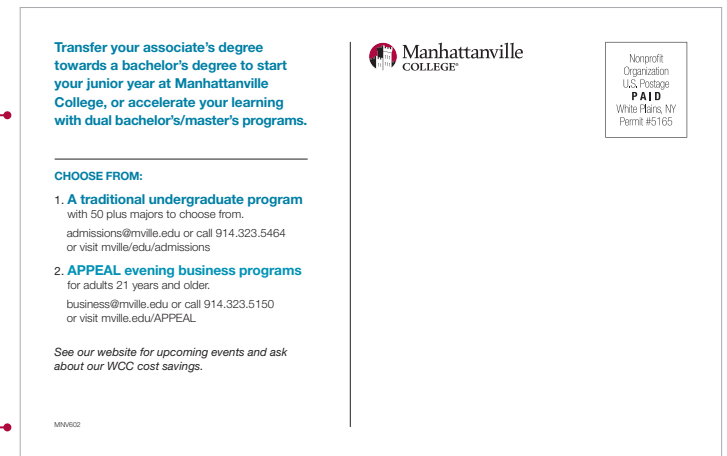 Transfer your associate's degree
towards a bachelor's degree to start
your junior year at Manhattanville
College, or accelerate your learning
with dual bachelor's/master's programs.
CHOOSE FROM:
1. A traditional undergraduate program
with 50 plus majors to choose from.
admissions@mville.edu or call 914.323.5464
or visit mville/edu/admissions
2. APPEAL evening business programs
for adults 21 years and older.
business@mville.edu or call 914.323.5150
or visit mville.edu/APPEAL
See our website for upcoming events and ask
about our WCC cost savings.
MNV602
Manhattanville
COLLEGE®
Nonprofit
Organization
U.S. Postage
PAID
White Plains, NY
Permit #5165